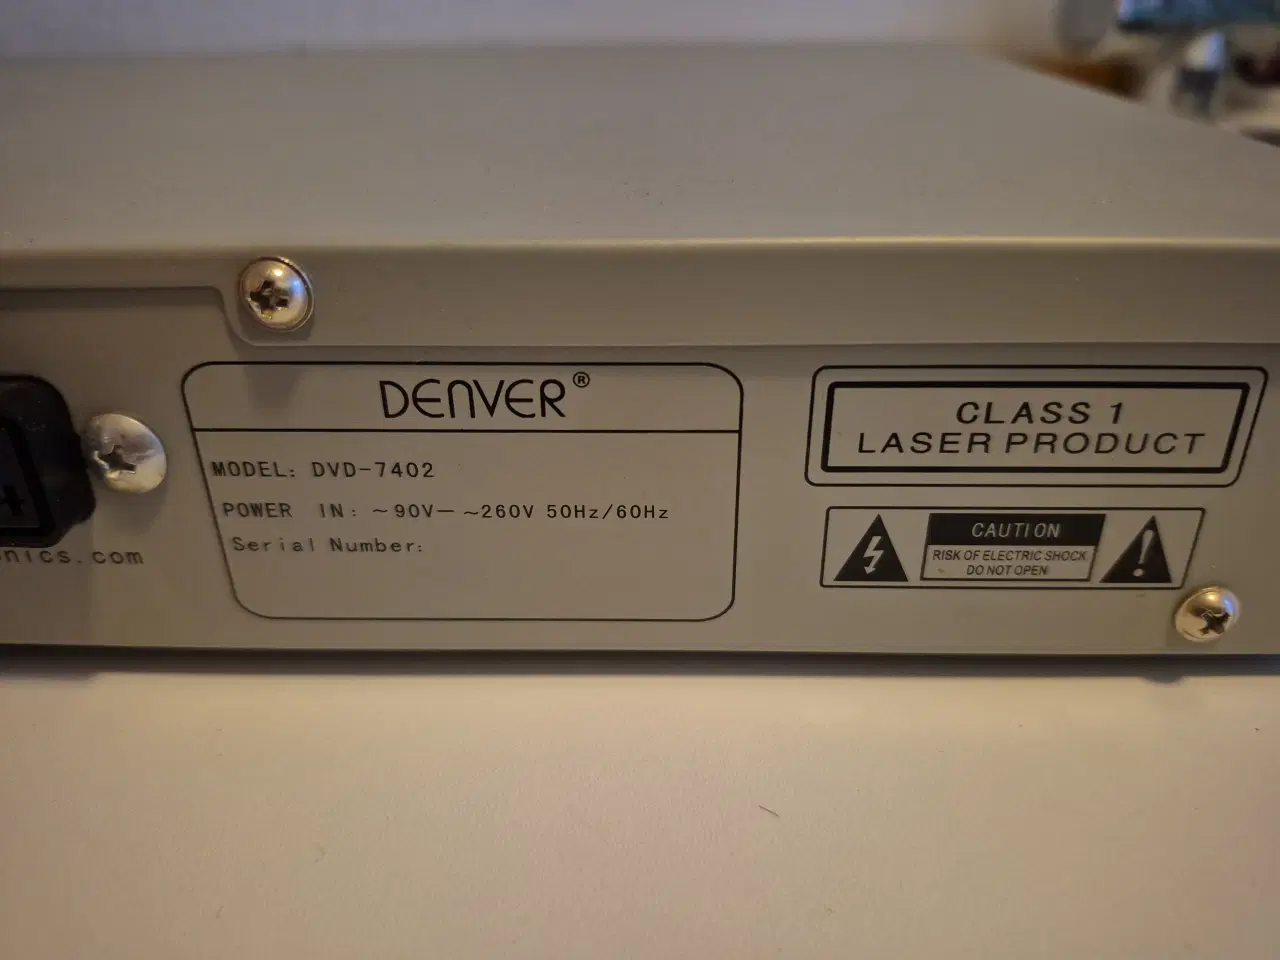 DENVER®
MODEL: DVD-7402
POWER IN: ~90V— ~260V 50Hz/60Hz
Serial Number:
nics.com
CLASS 1
LASER PRODUCT
CAUTION
RISK OF ELECTRIC SHOCK
DO NOT OPEN